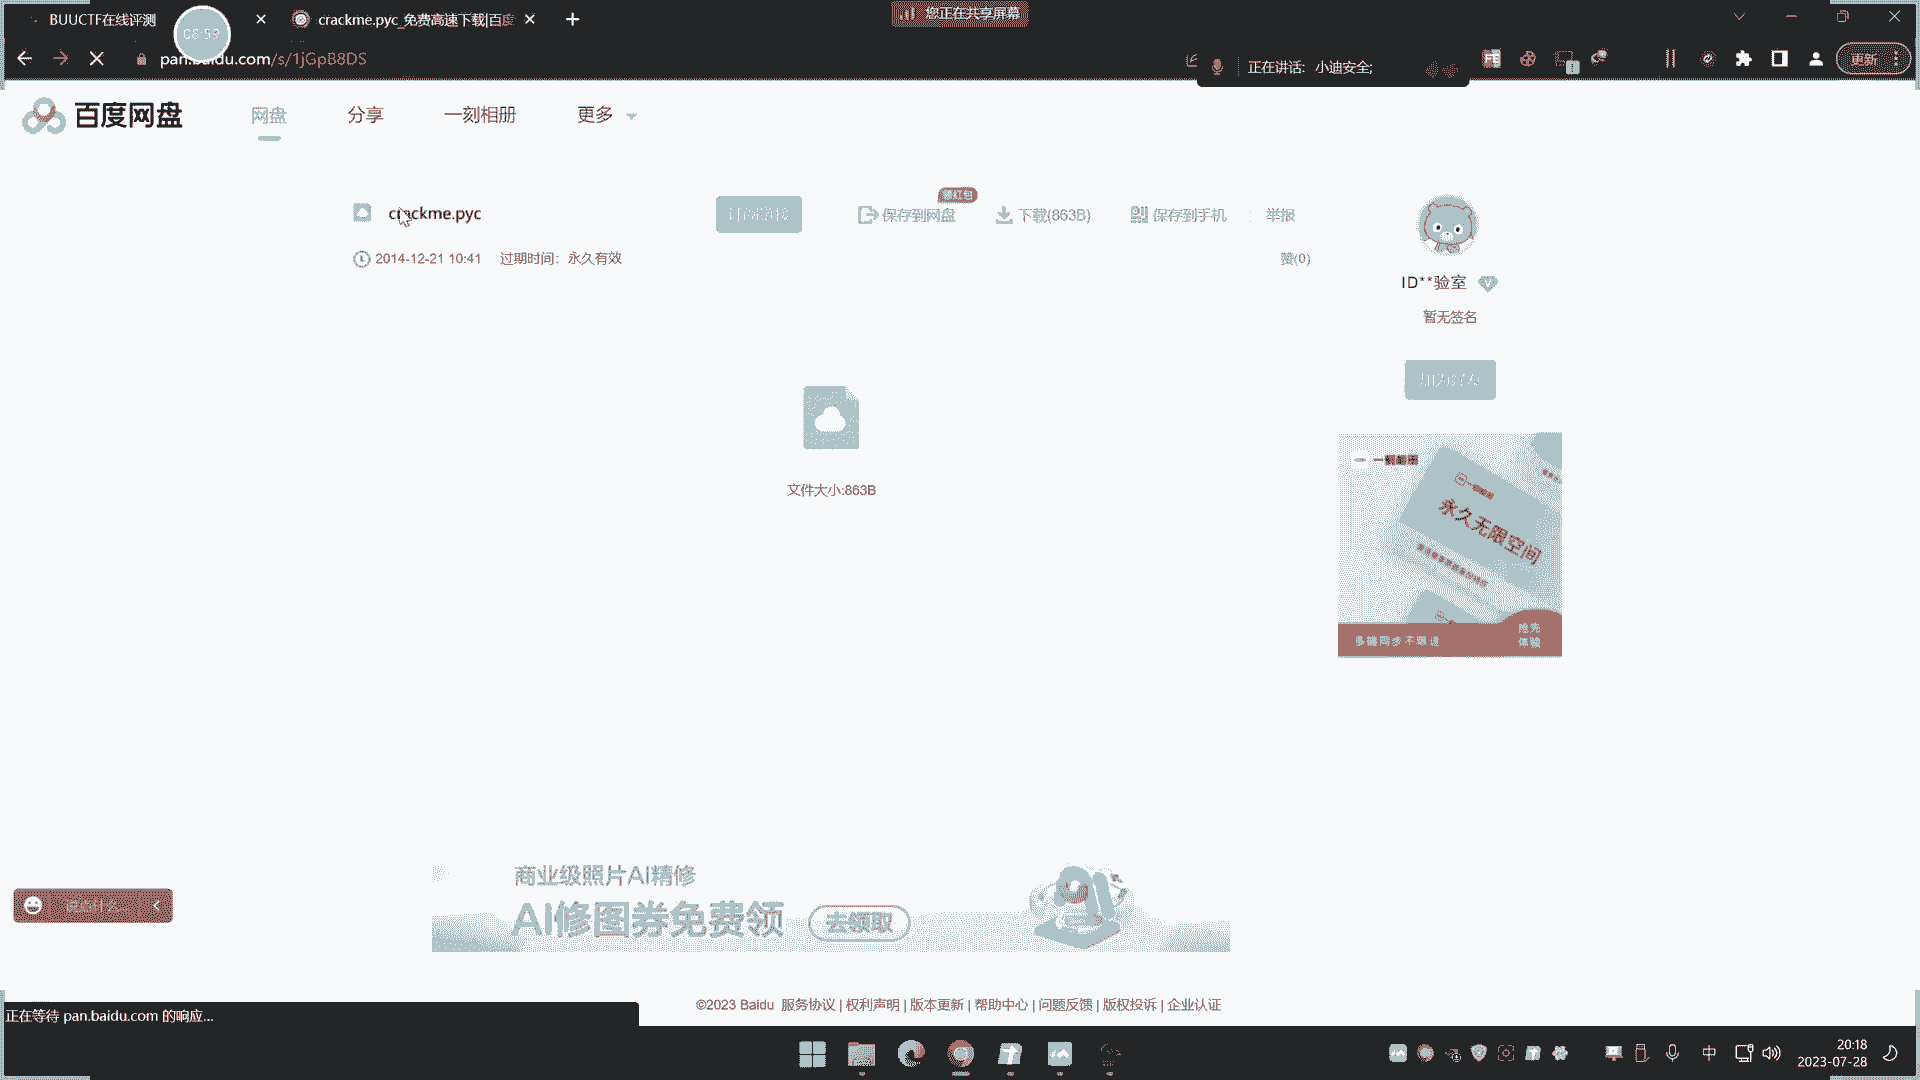 BUUCTF在线评测
crackme.pyc_免费高速下载|百度
您正在共享屏幕
pan.baidu.com/s/1jGpB8DS
正在讲话: 小迪安全;
更新
百度网盘
网盘
分享
一刻相册
更多
crackme.pyc
领红包
保存到网盘
下载(863B)
保存到手机
举报
2014-12-21 10:41
过期时间: 永久有效
赞(0)
ID**验室
暂无签名
文件大小:863B
永久无限空间
多端同步不限速
抢先
体验
商业级照片AI精修
AI修图券免费领
去领取
说点什么...
©2023 Baidu 服务协议 | 权利声明 | 版本更新 | 帮助中心 | 问题反馈 | 版权投诉 | 企业认证
正在等待 pan.baidu.com 的响应...
中
20:18
2023-07-28